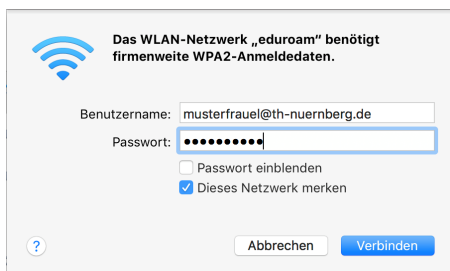 Das WLAN-Netzwerk „eduroam“ benötigt
firmenweite WPA2-Anmeldedaten.
Benutzername: musterfrauel@th-nuernberg.de
Passwort: ●●●●●●●●●●
Passwort einblenden
Dieses Netzwerk merken
? Abbrechen Verbinden